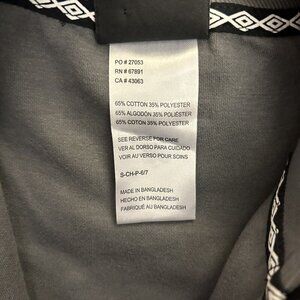 PO # 27053
RN # 67891
CA # 43063
65% COTTON 35% POLYESTER
65% ALGODÓN 35% POLIÉSTER
65% COTON 35% POLYESTER
SEE REVERSE FOR CARE
VER AL DORSO PARA CUIDADO
VOIR AU VERSO POUR SOINS
S-CH-P-6/7
MADE IN BANGLADESH
HECHO EN BANGLADESH
FABRIQUÉ AU BANGLADESH